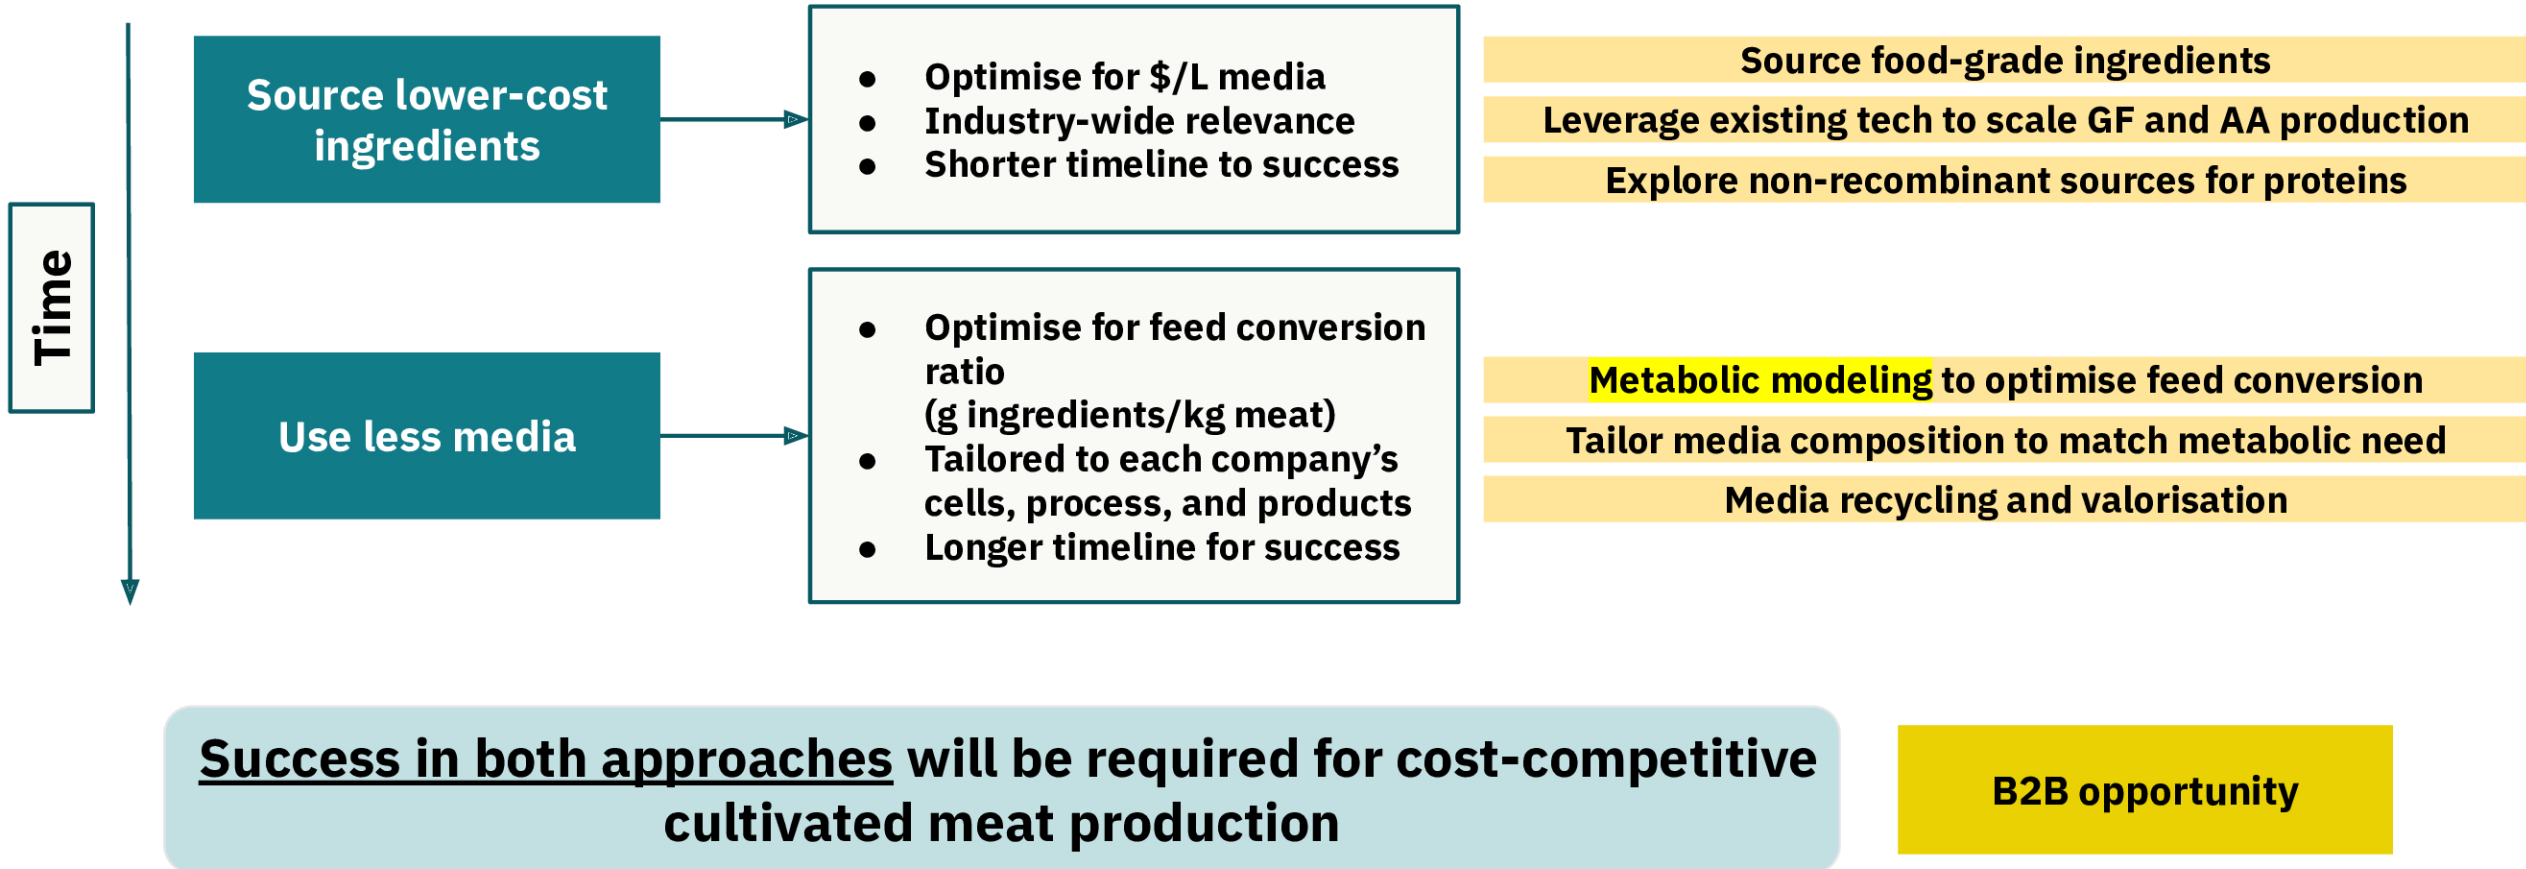 Time
Source lower-cost
ingredients
● Optimise for $/L media
● Industry-wide relevance
● Shorter timeline to success
Source food-grade ingredients
Leverage existing tech to scale GF and AA production
Explore non-recombinant sources for proteins
Use less media
● Optimise for feed conversion
ratio
(g ingredients/kg meat)
● Tailored to each company’s
cells, process, and products
● Longer timeline for success
Metabolic modeling to optimise feed conversion
Tailor media composition to match metabolic need
Media recycling and valorisation
Success in both approaches will be required for cost-competitive
cultivated meat production
B2B opportunity